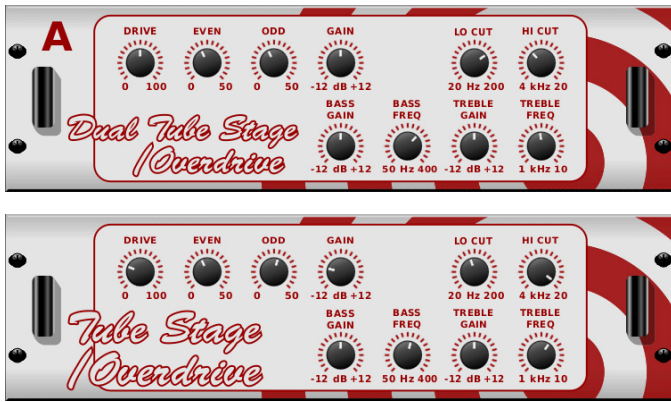 A
DRIVE EVEN ODD GAIN LO CUT HI CUT
0 100 0 50 0 50 -12 dB +12 20 Hz 200 4 kHz 20
BASS GAIN BASS FREQ TREBLE GAIN TREBLE FREQ
Dual Tube Stage
/Overdrive
-12 dB +12 50 Hz 400 -12 dB +12 1 kHz 10
DRIVE EVEN ODD GAIN LO CUT HI CUT
0 100 0 50 0 50 -12 dB +12 20 Hz 200 4 kHz 20
BASS GAIN BASS FREQ TREBLE GAIN TREBLE FREQ
Tube Stage
/Overdrive
-12 dB +12 50 Hz 400 -12 dB +12 1 kHz 10